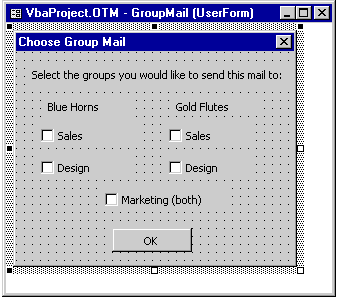 VbaProject.OTM - GroupMail (UserForm)
Choose Group Mail
Select the groups you would like to send this mail to:
Blue Horns Gold Flutes
Sales Sales
Design Design
Marketing (both)
OK